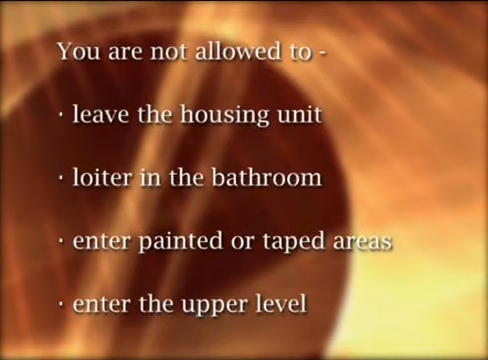 You are not allowed to -
· leave the housing unit
· loiter in the bathroom
· enter painted or taped areas
· enter the upper level